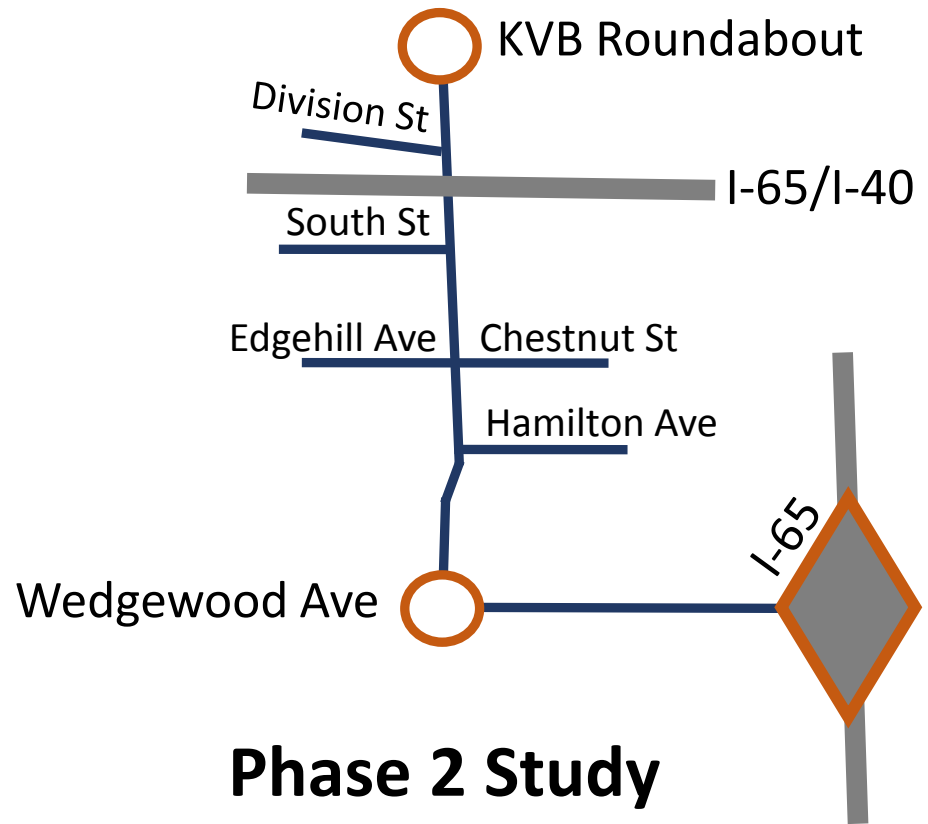 KVB Roundabout
Division St
I-65/I-40
South St
Edgehill Ave
Chestnut St
Hamilton Ave
I-65
Wedgewood Ave
Phase 2 Study